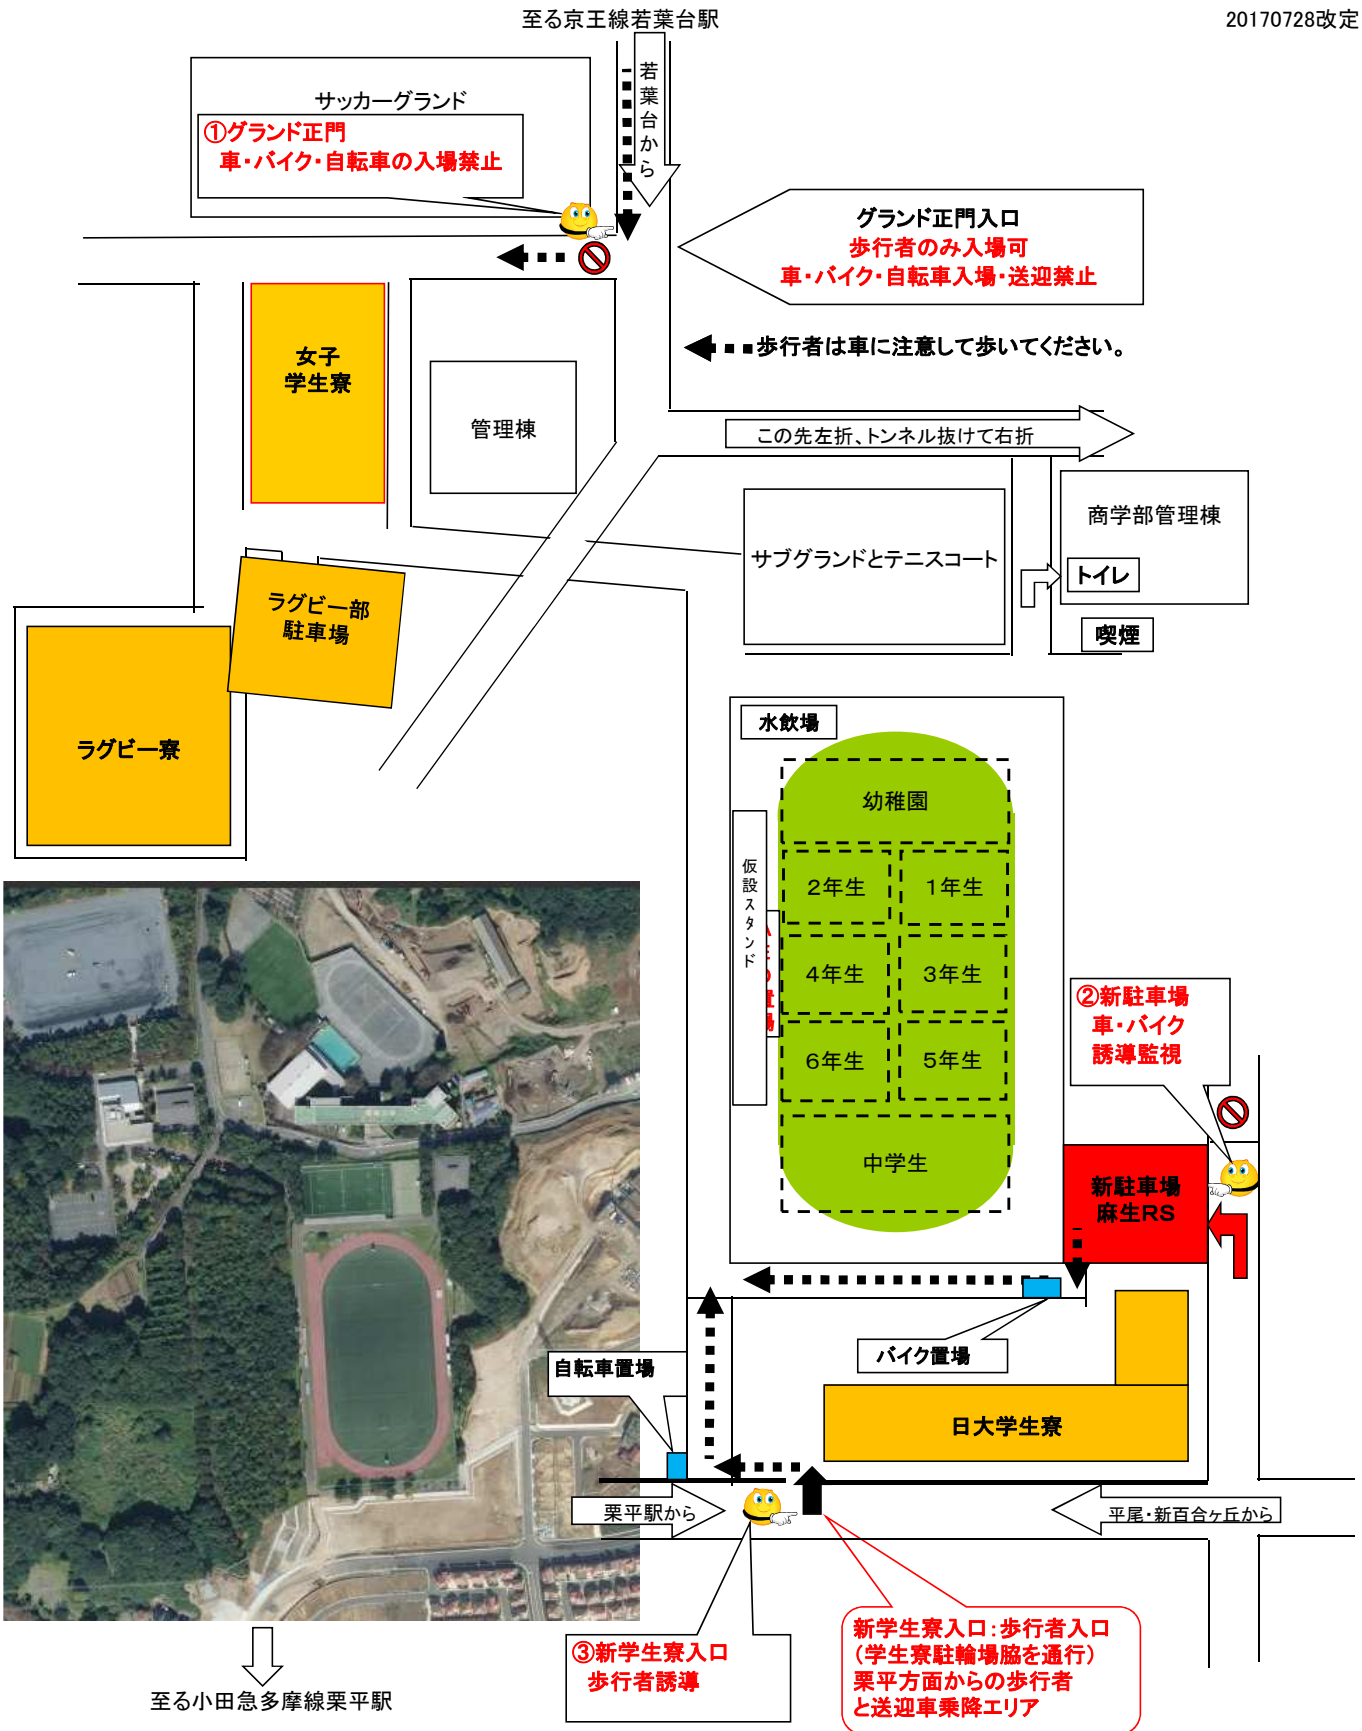 至る京王線若葉台駅
20170728改定
若葉台から
サッカーグランド
①グランド正門
車・バイク・自転車の入場禁止
グランド正門入口
歩行者のみ入場可
車・バイク・自転車入場・送迎禁止
歩行者は車に注意して歩いてください。
女子
学生寮
管理棟
この先左折、トンネル抜けて右折
商学部管理棟
サブグランドとテニスコート
トイレ
喫煙
ラグビー部
駐車場
ラグビー寮
水飲場
幼稚園
仮設スタンド
2年生
1年生
4年生
3年生
置場
6年生
5年生
中学生
②新駐車場
車・バイク
誘導監視
新駐車場
麻生RS
バイク置場
自転車置場
日大学生寮
栗平駅から
平尾・新百合ヶ丘から
③新学生寮入口
歩行者誘導
新学生寮入口：歩行者入口
（学生寮駐輪場脇を通行）
栗平方面からの歩行者
と送迎車乗降エリア
至る小田急多摩線栗平駅